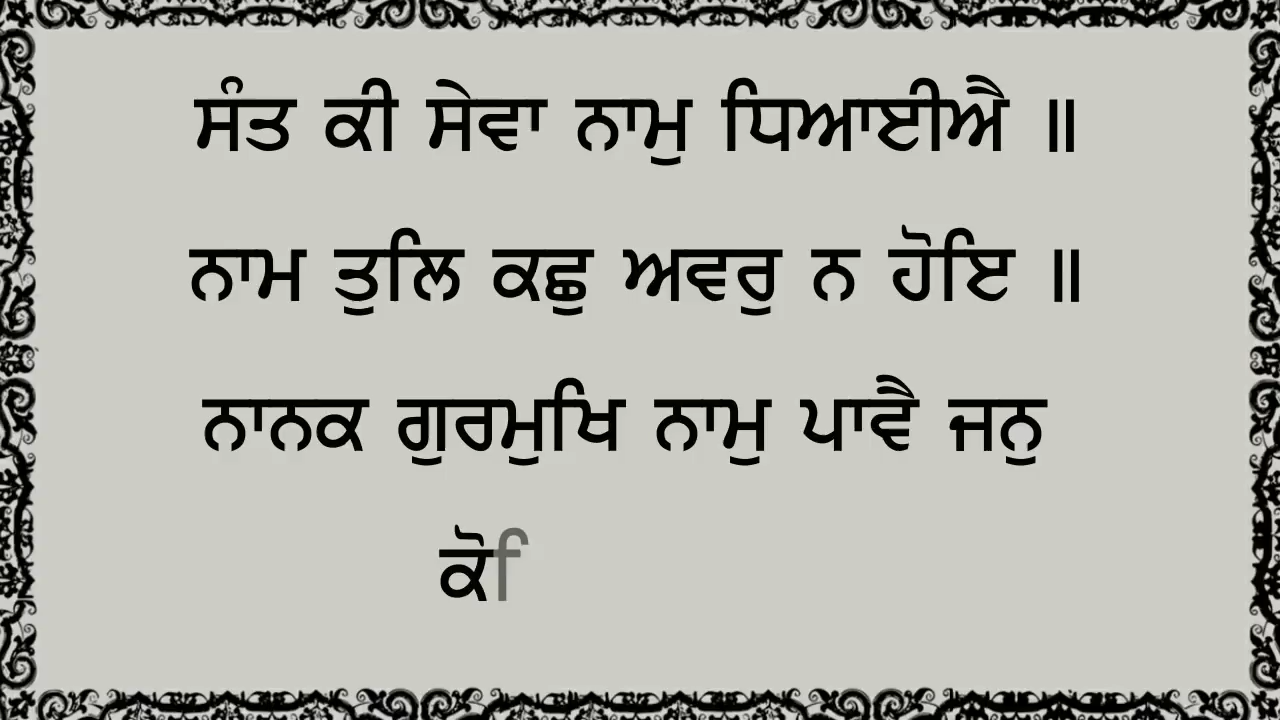 ਸੰਤ ਕੀ ਸੇਵਾ ਨਾਮੁ ਧਿਆਈਐ ॥
ਨਾਮ ਤੁਲਿ ਕਛੁ ਅਵਰੁ ਨ ਹੋਇ ॥
ਨਾਨਕ ਗੁਰਮੁਖਿ ਨਾਮੁ ਪਾਵੈ ਜਨੁ
ਕੋ